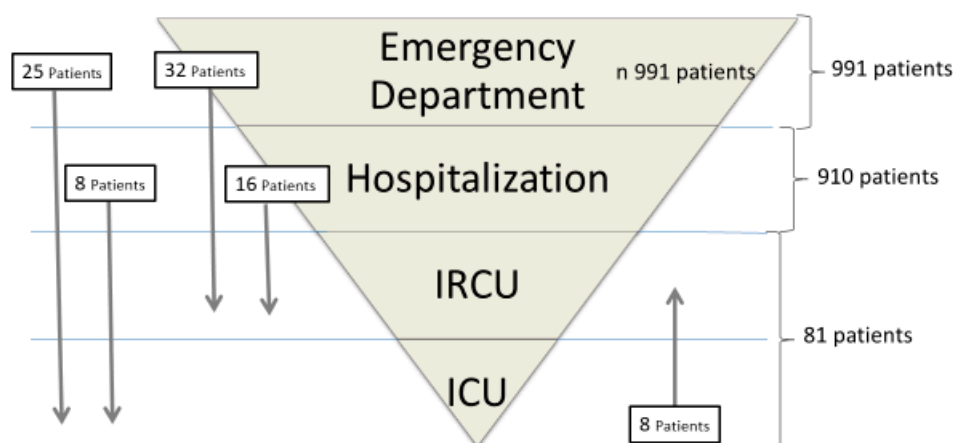 Emergency
Department
n 991 patients
991 patients
25 Patients
32 Patients
8 Patients
16 Patients
Hospitalization
910 patients
IRCU
81 patients
ICU
8 Patients